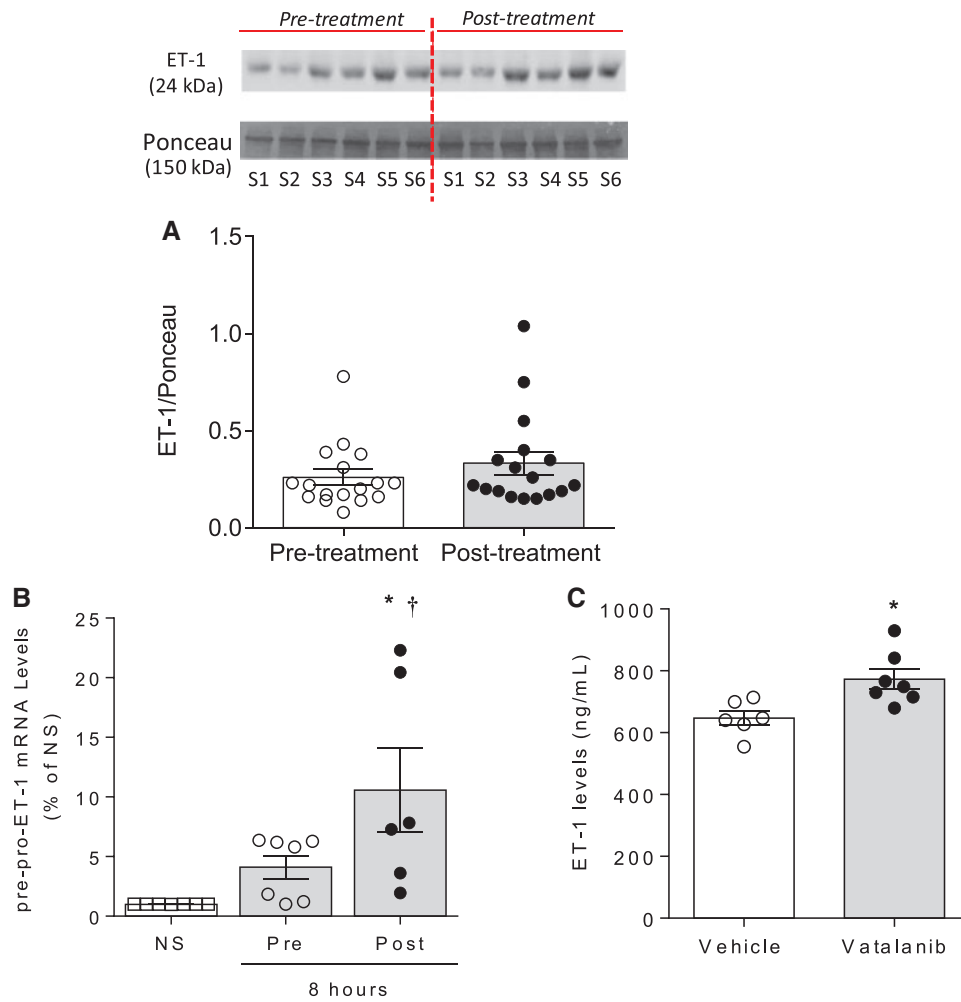 Pre-treatment Post-treatment
ET-1
(24 kDa)
Ponceau
(150 kDa)
S1 S2 S3 S4 S5 S6 S1 S2 S3 S4 S5 S6
A
1.5
1.0
0.5
0.0
ET-1/Ponceau
Pre-treatment Post-treatment
B
* †
25
20
15
10
5
0
pre-pro-ET-1 mRNA Levels
(% of NS)
NS Pre Post
8 hours
C
*
1000
800
600
400
200
0
ET-1 levels (ng/mL)
Vehicle Vatalanib